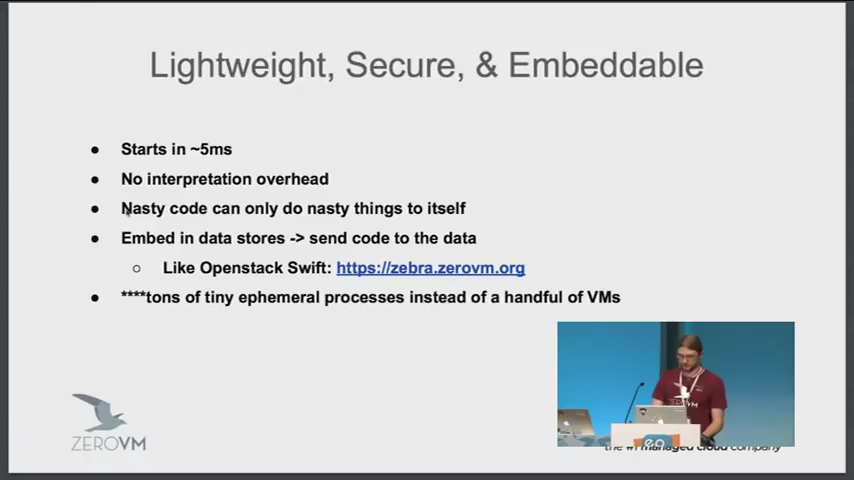 Lightweight, Secure, & Embeddable
● Starts in ~5ms
● No interpretation overhead
● Nasty code can only do nasty things to itself
● Embed in data stores -> send code to the data
○ Like Openstack Swift: https://zebra.zerovm.org
● ****tons of tiny ephemeral processes instead of a handful of VMs
ZEROVM
the #1 managed cloud company